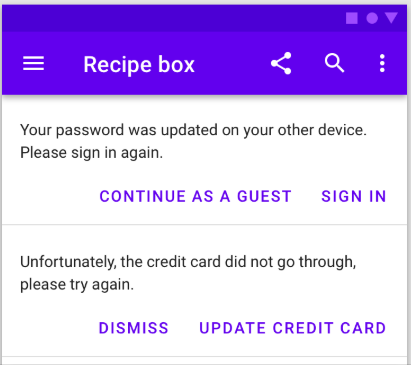 Recipe box
Your password was updated on your other device.
Please sign in again.
CONTINUE AS A GUEST SIGN IN
Unfortunately, the credit card did not go through,
please try again.
DISMISS UPDATE CREDIT CARD